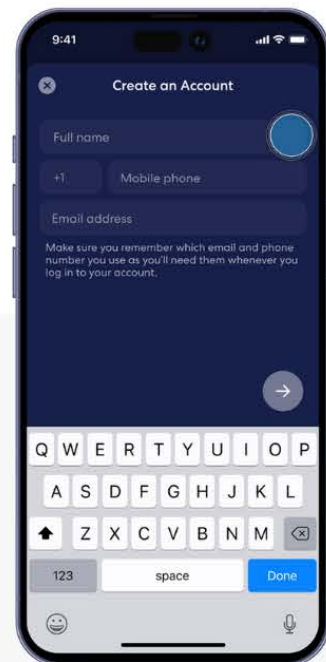 9:41
Create an Account
Full name
+1 Mobile phone
Email address
Make sure you remember which email and phone
number you use as you'll need them whenever you
log in to your account.
Q W E R T Y U I O P
A S D F G H J K L
Z X C V B N M
123 space Done